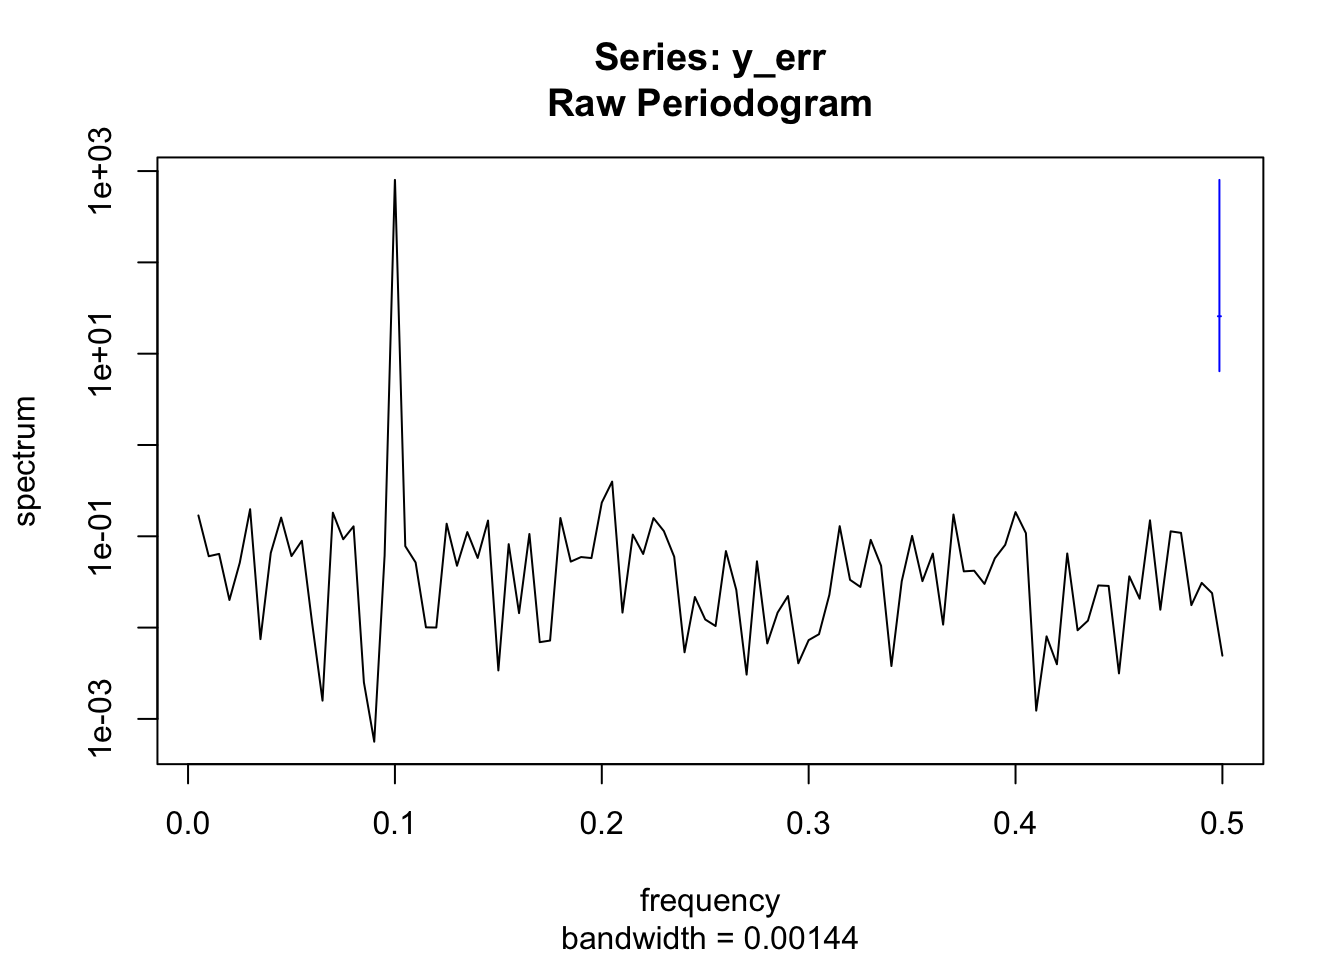 Series: y_err
Raw Periodogram
1e+03
1e+01
1e-01
1e-03
spectrum
0.0 0.1 0.2 0.3 0.4 0.5
frequency
bandwidth = 0.00144